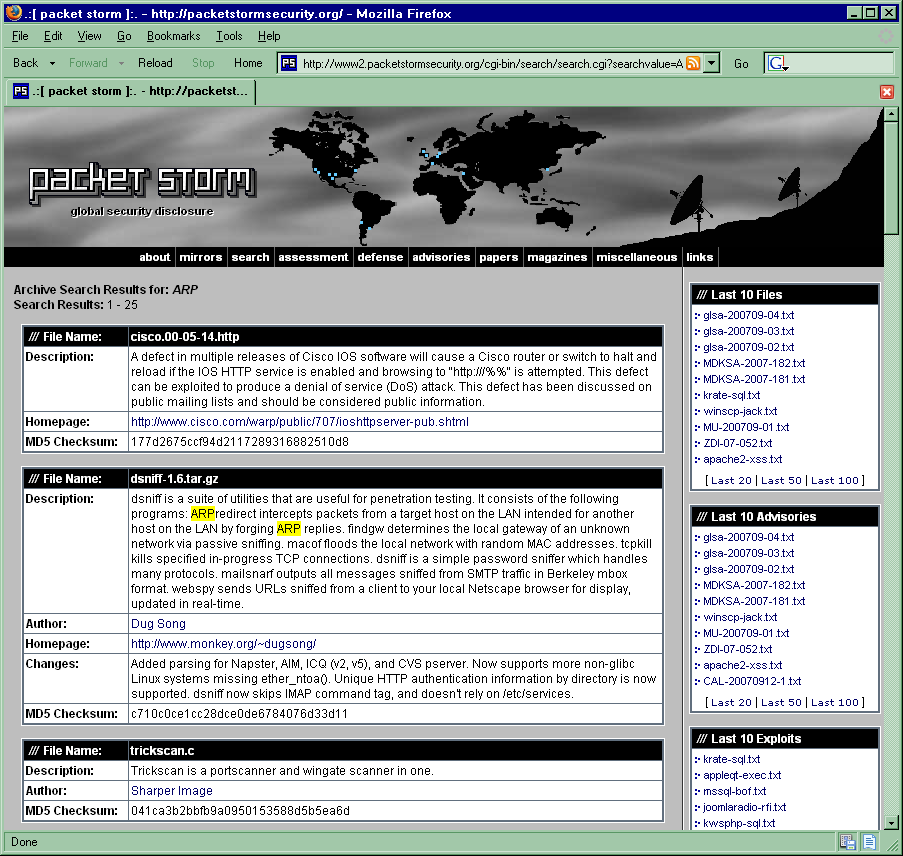 .:[ packet storm ]:. - http://packetstormsecurity.org/ - Mozilla Firefox
File Edit View Go Bookmarks Tools Help
Back Forward Reload Stop Home PS http://www2.packetstormsecurity.org/cgi-bin/search/search.cgi?searchvalue=A Go G
PS .:[ packet storm ]:. - http://packetst...
packet storm
global security disclosure
about mirrors search assessment defense advisories papers magazines miscellaneous links
Archive Search Results for: ARP
Search Results: 1 - 25
/// File Name: cisco.00-05-14.http
Description: A defect in multiple releases of Cisco IOS software will cause a Cisco router or switch to halt and
reload if the IOS HTTP service is enabled and browsing to "http:///%%" is attempted. This defect
can be exploited to produce a denial of service (DoS) attack. This defect has been discussed on
public mailing lists and should be considered public information.
Homepage: http://www.cisco.com/warp/public/707/ioshttpserver-pub.shtml
MD5 Checksum: 177d2675ccf94d2117289316882510d8
/// File Name: dsniff-1.6.tar.gz
Description: dsniff is a suite of utilities that are useful for penetration testing. It consists of the following
programs: ARPredirect intercepts packets from a target host on the LAN intended for another
host on the LAN by forging ARP replies. findgw determines the local gateway of an unknown
network via passive sniffing. macof floods the local network with random MAC addresses. tcpkill
kills specified in-progress TCP connections. dsniff is a simple password sniffer which handles
many protocols. mailsnarf outputs all messages sniffed from SMTP traffic in Berkeley mbox
format. webspy sends URLs sniffed from a client to your local Netscape browser for display,
updated in real-time.
Author: Dug Song
Homepage: http://www.monkey.org/~dugsong/
Changes: Added parsing for Napster, AIM, ICQ (v2, v5), and CVS pserver. Now supports more non-glibc
Linux systems missing ether_ntoa(). Unique HTTP authentication information by directory is now
supported. dsniff now skips IMAP command tag, and doesn't rely on /etc/services.
MD5 Checksum: c710c0ce1cc28dce0de6784076d33d11
/// File Name: trickscan.c
Description: Trickscan is a portscanner and wingate scanner in one.
Author: Sharper Image
MD5 Checksum: 041ca3b2bbfb9a0950153588d5b5ea6d
/// Last 10 Files
glsa-200709-04.txt
glsa-200709-03.txt
glsa-200709-02.txt
MDKSA-2007-182.txt
MDKSA-2007-181.txt
krate-sql.txt
winscp-jack.txt
MU-200709-01.txt
ZDI-07-052.txt
apache2-xss.txt
[ Last 20 | Last 50 | Last 100 ]
/// Last 10 Advisories
glsa-200709-04.txt
glsa-200709-03.txt
glsa-200709-02.txt
MDKSA-2007-182.txt
MDKSA-2007-181.txt
winscp-jack.txt
MU-200709-01.txt
ZDI-07-052.txt
apache2-xss.txt
CAL-20070912-1.txt
[ Last 20 | Last 50 | Last 100 ]
/// Last 10 Exploits
krate-sql.txt
appleqt-exec.txt
mssql-bof.txt
joomlaradio-rfi.txt
kwsphp-sql.txt
Done